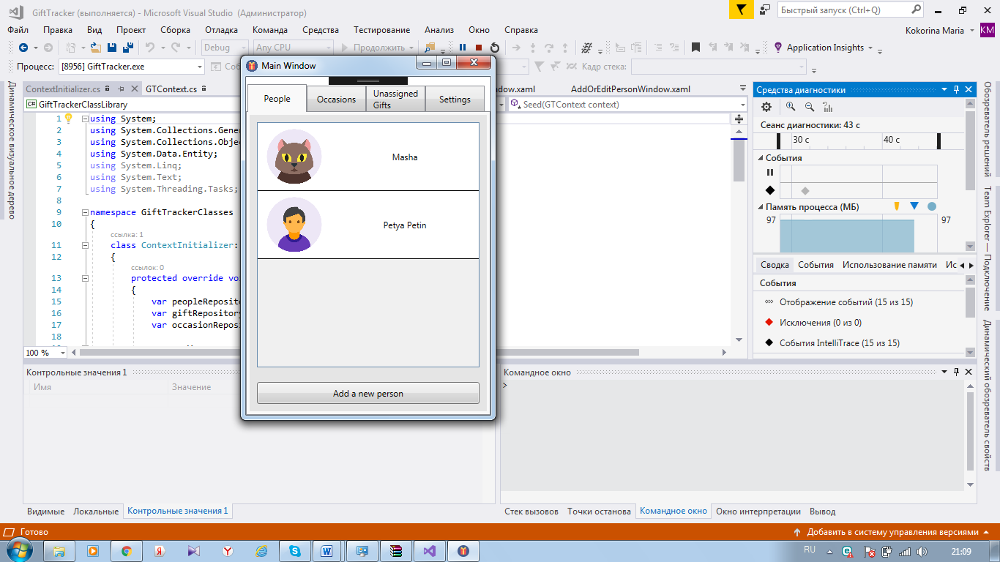 GiftTracker (выполняется) - Microsoft Visual Studio (Администратор)
Быстрый запуск (Ctrl+Q)
Файл Правка Вид Проект Сборка Отладка Команда Средства Тестирование Анализ Окно Справка
Kokorina Maria KM
Debug Any CPU Продолжить Application Insights
Процесс: [8956] GiftTracker.exe Кадр стека:
Main Window
People Occasions Unassigned Gifts Settings
Masha
Petya Petin
Add a new person
Динамическое визуальное дерево
ContextInitializer.cs GTContext.cs AddOrEditPersonWindow.xaml
GiftTrackerClassLibrary Seed(GTContext context)
1 using System;
2 using System.Collections.Gene
3 using System.Collections.Obje
4 using System.Data.Entity;
5 using System.Linq;
6 using System.Text;
7 using System.Threading.Tasks;
8
9 namespace GiftTrackerClasses
10 {
ссылка: 1
11 class ContextInitializer:
12 {
ссылок: 0
13 protected override voi
14 {
15 var peopleReposito
16 var giftRepository
17 var occasionReposi
18
100 %
Средства диагностики
Сеанс диагностики: 43 с
30 с 40 с
События
Память процесса (МБ)
97 97
Сводка События Использование памяти Ис
События
Отображение событий (15 из 15)
Исключения (0 из 0)
События IntelliTrace (15 из 15)
Обозреватель решений
Team Explorer — Подключение
Динамический обозреватель свойств
Контрольные значения 1
Имя Значение
Командное окно
>
Видимые Локальные Контрольные значения 1
Стек вызовов Точки останова Командное окно Окно интерпретации Вывод
Готово
Добавить в систему управления версиями
RU 21:09